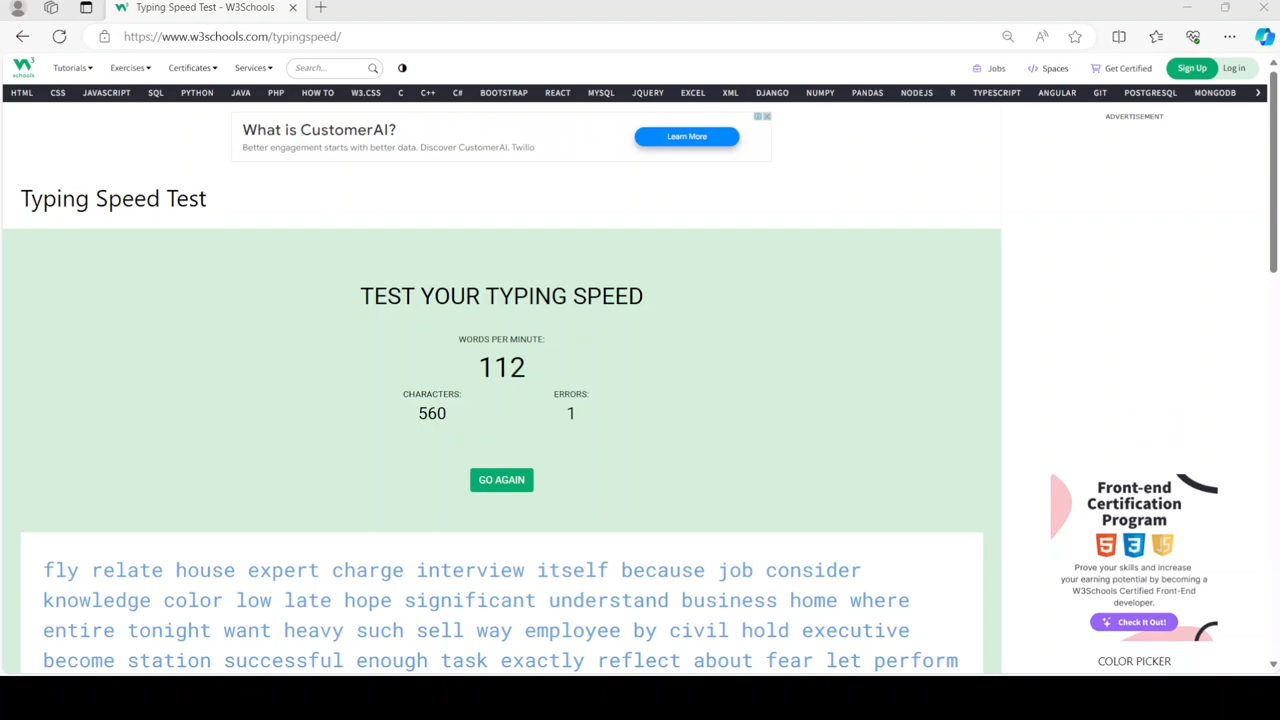 Typing Speed Test - W3Schools
https://www.w3schools.com/typingspeed/
W3
schools
Tutorials Exercises Certificates Services Search... Jobs Spaces Get Certified Sign Up Log in
HTML CSS JAVASCRIPT SQL PYTHON JAVA PHP HOW TO W3.CSS C C++ C# BOOTSTRAP REACT MYSQL JQUERY EXCEL XML DJANGO NUMPY PANDAS NODEJS R TYPESCRIPT ANGULAR GIT POSTGRESQL MONGODB
ADVERTISEMENT
What is CustomerAI?
Better engagement starts with better data. Discover CustomerAI. Twilio
Learn More
Typing Speed Test
TEST YOUR TYPING SPEED
WORDS PER MINUTE:
112
CHARACTERS: ERRORS:
560 1
GO AGAIN
fly relate house expert charge interview itself because job consider
knowledge color low late hope significant understand business home where
entire tonight want heavy such sell way employee by civil hold executive
become station successful enough task exactly reflect about fear let perform
Front-end
Certification
Program
5 3 JS
Prove your skills and increase
your earning potential by becoming a
W3Schools Certified Front-End
developer.
Check It Out!
COLOR PICKER